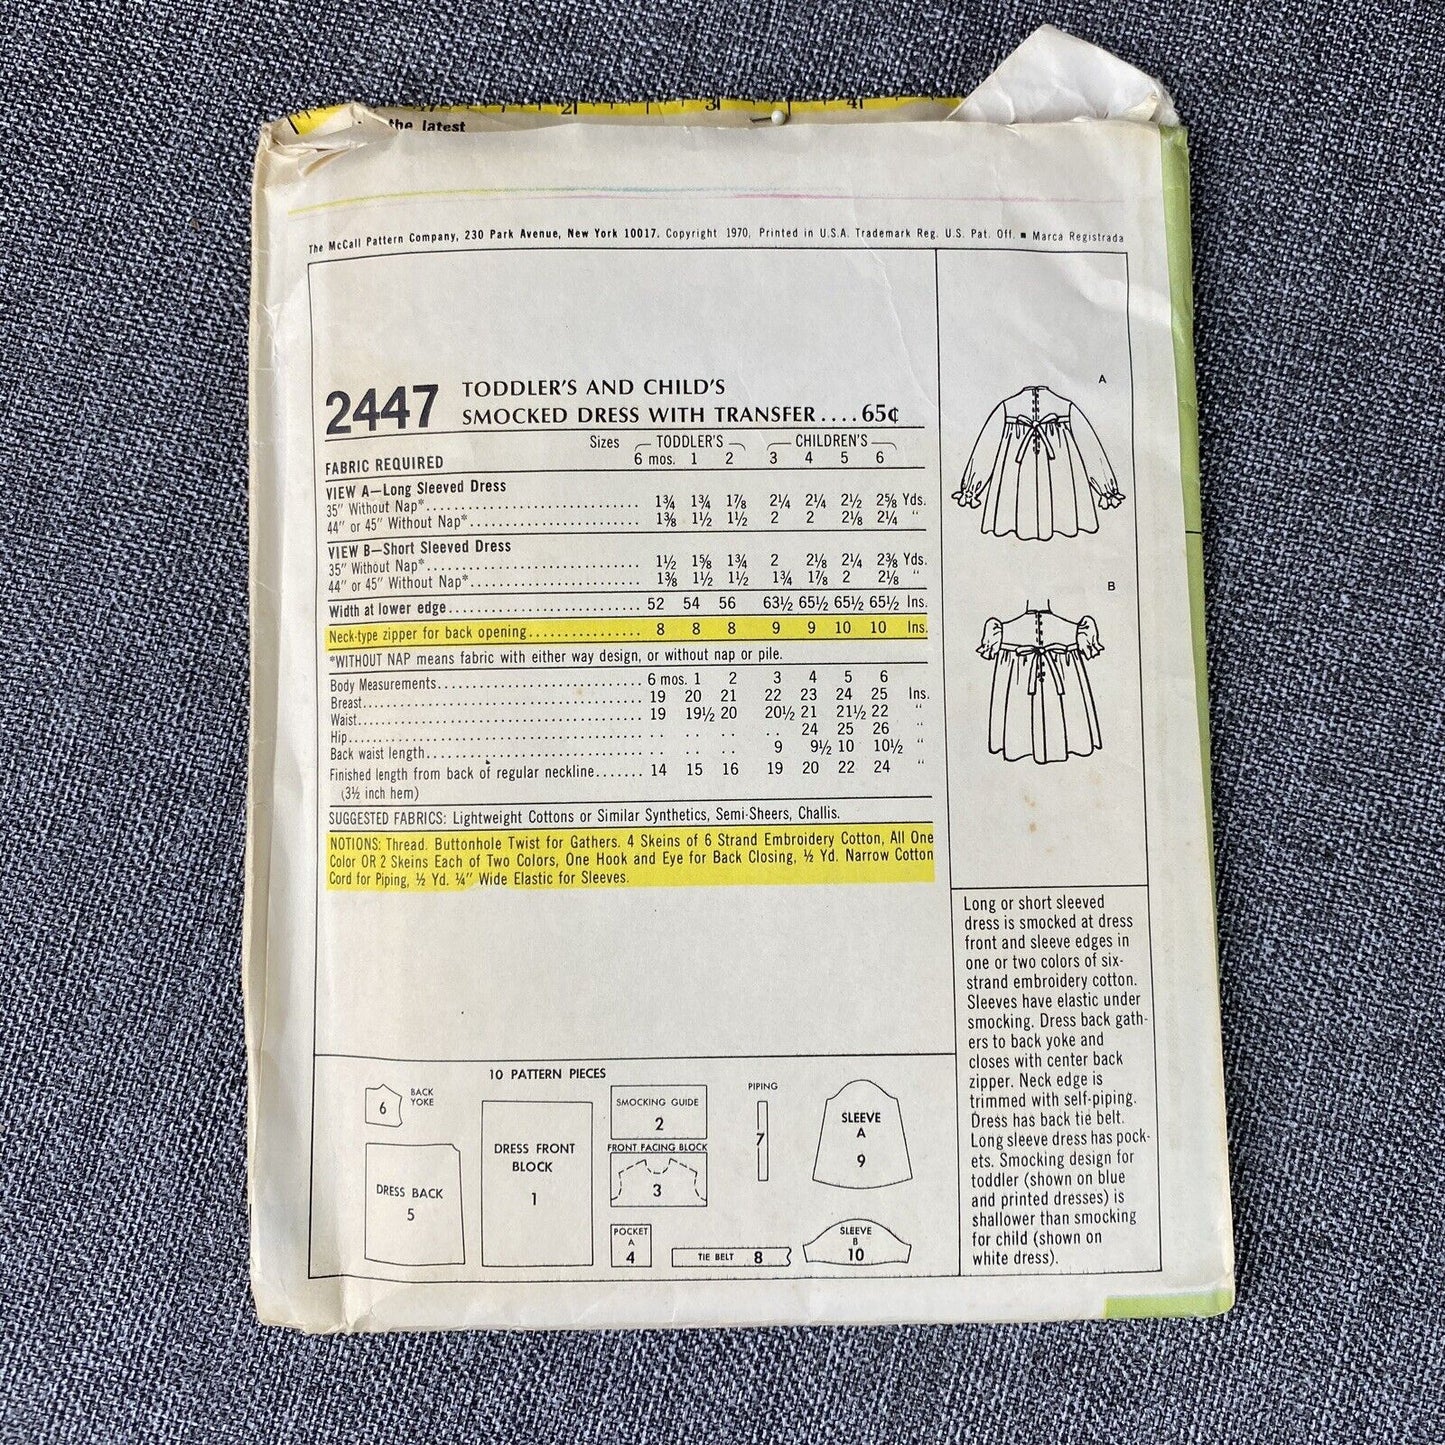 2 3 4
the latest
The McCall Pattern Company, 230 Park Avenue, New York 10017. Copyright 1970, Printed in U.S.A. Trademark Reg. U.S. Pat. Off. ■ Marca Registrada
2447 TODDLER'S AND CHILD'S
SMOCKED DRESS WITH TRANSFER....65¢
Sizes TODDLER'S CHILDREN'S
FABRIC REQUIRED 6 mos. 1 2 3 4 5 6
VIEW A—Long Sleeved Dress
35" Without Nap* 1¾ 1¾ 1⅞ 2¼ 2¼ 2½ 2⅝ Yds.
44" or 45" Without Nap* 1⅜ 1½ 1½ 2 2 2⅛ 2¼ "
VIEW B—Short Sleeved Dress
35" Without Nap* 1½ 1⅝ 1¾ 2 2⅛ 2¼ 2⅜ Yds.
44" or 45" Without Nap* 1⅜ 1½ 1½ 1¾ 1⅞ 2 2⅛ "
Width at lower edge 52 54 56 63½ 65½ 65½ 65½ Ins.
Neck-type zipper for back opening 8 8 8 9 9 10 10 Ins.
*WITHOUT NAP means fabric with either way design, or without nap or pile.
Body Measurements 6 mos. 1 2 3 4 5 6
Breast 19 20 21 22 23 24 25 Ins.
Waist 19 19½ 20 20½ 21 21½ 22 "
Hip .. .. .. .. 24 25 26 "
Back waist length .. .. .. 9 9½ 10 10½ "
Finished length from back of regular neckline 14 15 16 19 20 22 24 "
(3½ inch hem)
SUGGESTED FABRICS: Lightweight Cottons or Similar Synthetics, Semi-Sheers, Challis.
NOTIONS: Thread. Buttonhole Twist for Gathers. 4 Skeins of 6 Strand Embroidery Cotton, All One
Color OR 2 Skeins Each of Two Colors, One Hook and Eye for Back Closing, ½ Yd. Narrow Cotton
Cord for Piping, ½ Yd. ¼" Wide Elastic for Sleeves.
A
B
Long or short sleeved
dress is smocked at dress
front and sleeve edges in
one or two colors of six-
strand embroidery cotton.
Sleeves have elastic under
smocking. Dress back gath-
ers to back yoke and
closes with center back
zipper. Neck edge is
trimmed with self-piping.
Dress has back tie belt.
Long sleeve dress has pock-
ets. Smocking design for
toddler (shown on blue
and printed dresses) is
shallower than smocking
for child (shown on
white dress).
10 PATTERN PIECES
6 BACK
YOKE
DRESS BACK
5
DRESS FRONT
BLOCK
1
SMOCKING GUIDE
2
FRONT FACING BLOCK
3
POCKET
A
4
PIPING
7
TIE BELT 8
SLEEVE
A
9
SLEEVE
B
10